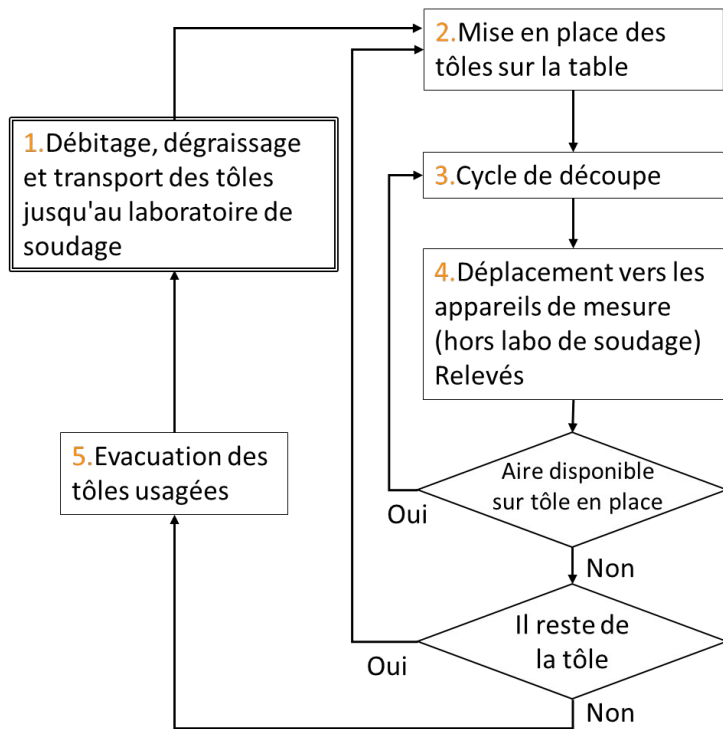 1.Débitage, dégraissage
et transport des tôles
jusqu'au laboratoire de
soudage
2.Mise en place des
tôles sur la table
3.Cycle de découpe
4.Déplacement vers les
appareils de mesure
(hors labo de soudage)
Relevés
Aire disponible
sur tôle en place
Oui
Non
Il reste de
la tôle
Oui
Non
5.Evacuation des
tôles usagées